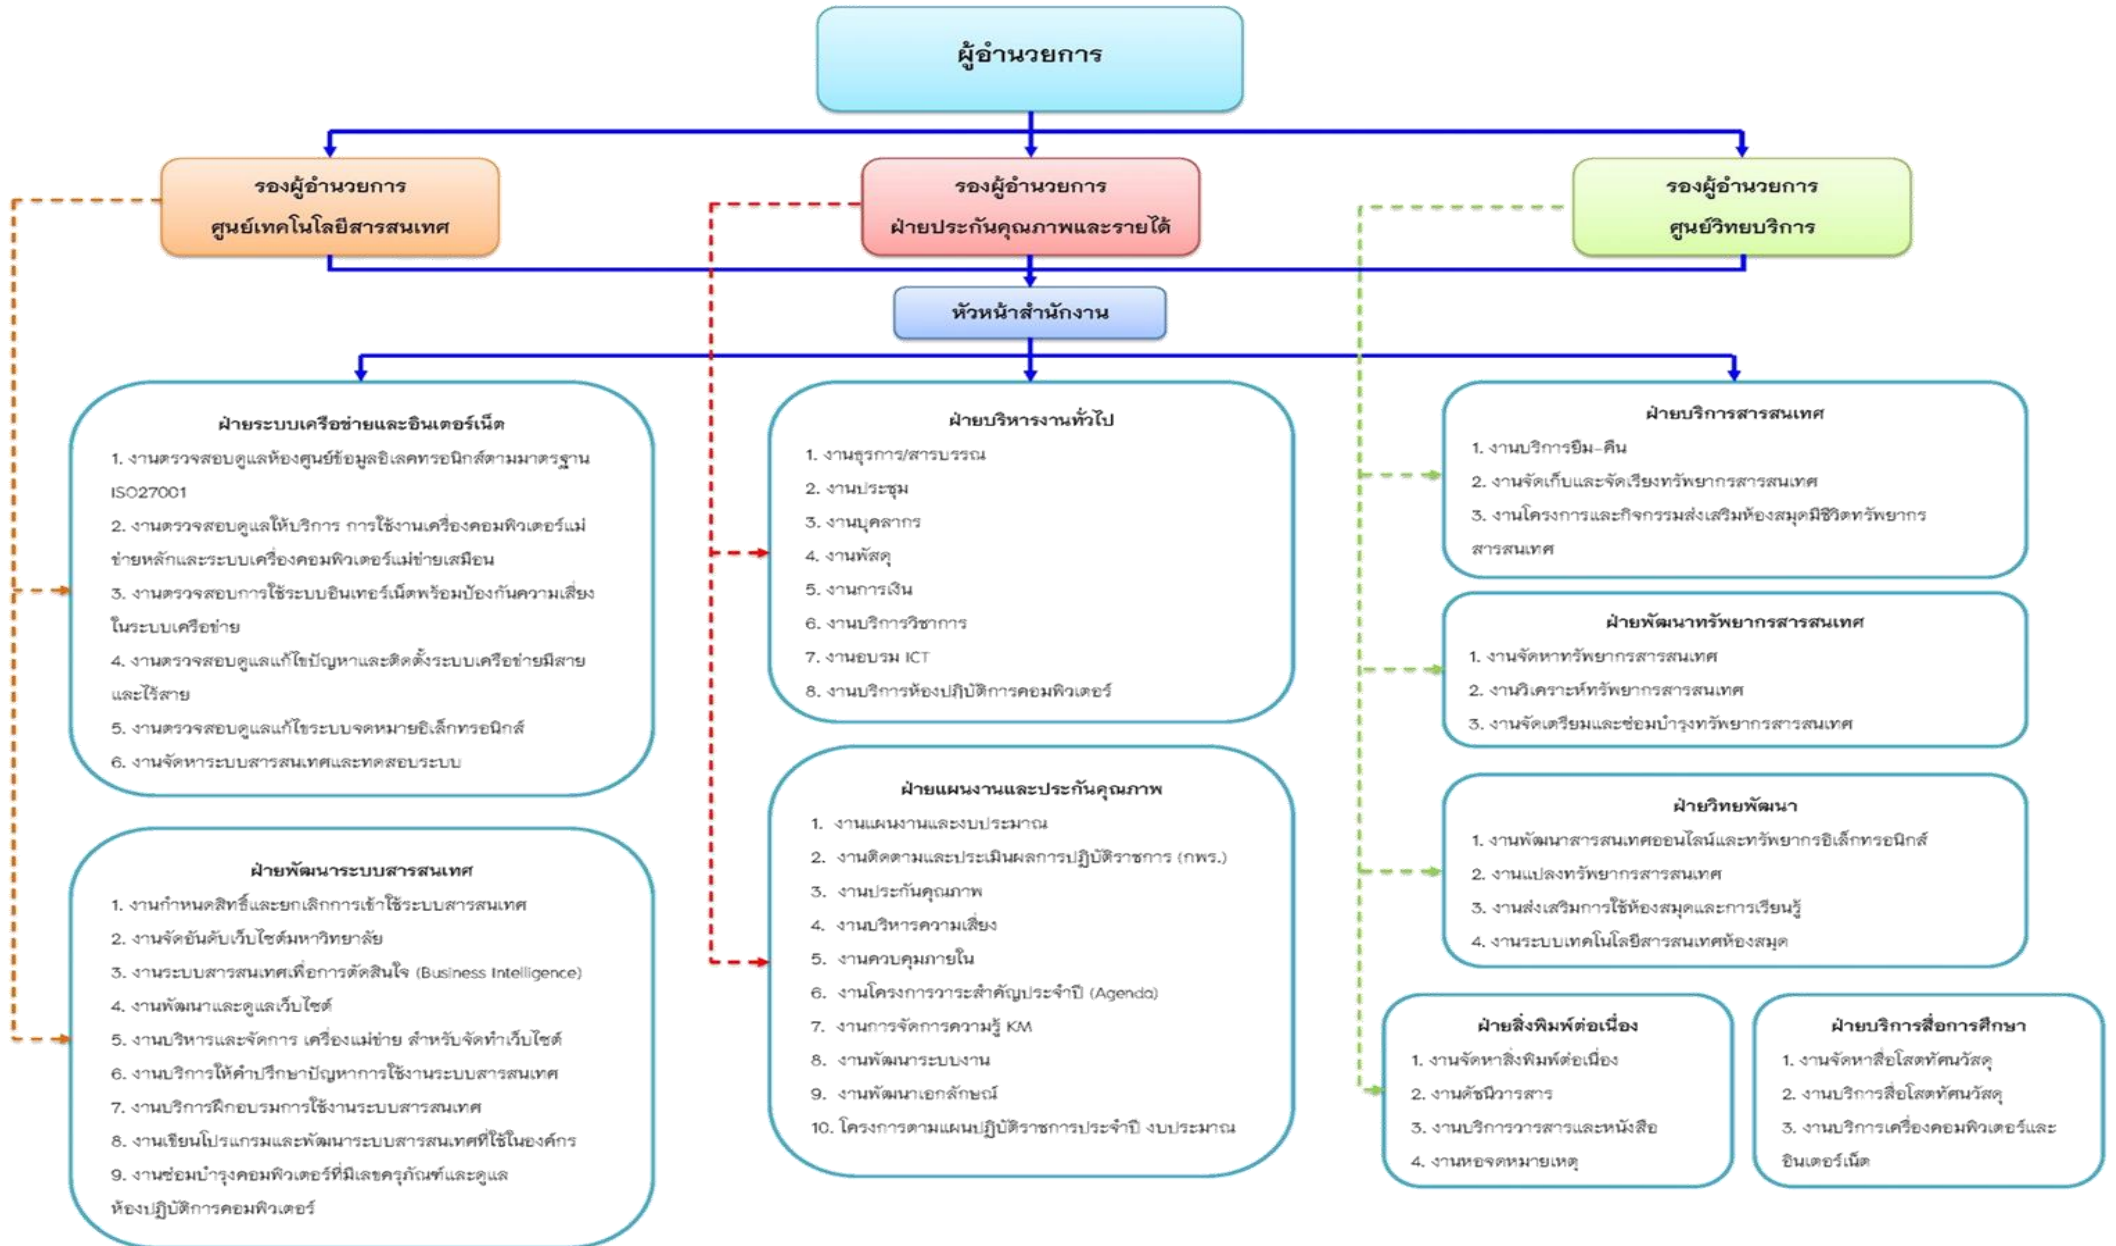 ผู้อำนวยการ
รองผู้อำนวยการ
ศูนย์เทคโนโลยีสารสนเทศ
รองผู้อำนวยการ
ฝ่ายประกันคุณภาพและรายได้
รองผู้อำนวยการ
ศูนย์วิทยบริการ
หัวหน้าสำนักงาน
ฝ่ายระบบเครือข่ายและอินเตอร์เน็ต
1. งานตรวจสอบดูแลห้องศูนย์ข้อมูลอิเลคทรอนิกส์ตามมาตรฐาน
ISO27001
2. งานตรวจสอบดูแลให้บริการ การใช้งานเครื่องคอมพิวเตอร์แม่
ข่ายหลักและระบบเครื่องคอมพิวเตอร์แม่ข่ายเสมือน
3. งานตรวจสอบการใช้ระบบอินเทอร์เน็ตพร้อมป้องกันความเสี่ยง
ในระบบเครือข่าย
4. งานตรวจสอบดูแลแก้ไขปัญหาและติดตั้งระบบเครือข่ายมีสาย
และไร้สาย
5. งานตรวจสอบดูแลแก้ไขระบบจดหมายอิเล็กทรอนิกส์
6. งานจัดหาระบบสารสนเทศและทดสอบระบบ
ฝ่ายพัฒนาระบบสารสนเทศ
1. งานกำหนดสิทธิ์และยกเลิกการเข้าใช้ระบบสารสนเทศ
2. งานจัดอันดับเว็บไซต์มหาวิทยาลัย
3. งานระบบสารสนเทศเพื่อการตัดสินใจ (Business Intelligence)
4. งานพัฒนาและดูแลเว็บไซต์
5. งานบริหารและจัดการ เครื่องแม่ข่าย สำหรับจัดทำเว็บไซต์
6. งานบริการให้คำปรึกษาปัญหาการใช้งานระบบสารสนเทศ
7. งานบริการฝึกอบรมการใช้งานระบบสารสนเทศ
8. งานเขียนโปรแกรมและพัฒนาระบบสารสนเทศที่ใช้ในองค์กร
9. งานซ่อมบำรุงคอมพิวเตอร์ที่มีเลขครุภัณฑ์และดูแล
ห้องปฏิบัติการคอมพิวเตอร์
ฝ่ายบริหารงานทั่วไป
1. งานธุรการ/สารบรรณ
2. งานประชุม
3. งานบุคลากร
4. งานพัสดุ
5. งานการเงิน
6. งานบริการวิชาการ
7. งานอบรม ICT
8. งานบริการห้องปฏิบัติการคอมพิวเตอร์
ฝ่ายแผนงานและประกันคุณภาพ
1. งานแผนงานและงบประมาณ
2. งานติดตามและประเมินผลการปฏิบัติราชการ (กพร.)
3. งานประกันคุณภาพ
4. งานบริหารความเสี่ยง
5. งานควบคุมภายใน
6. งานโครงการวาระสำคัญประจำปี (Agenda)
7. งานการจัดการความรู้ KM
8. งานพัฒนาระบบงาน
9. งานพัฒนาเอกลักษณ์
10. โครงการตามแผนปฏิบัติราชการประจำปี งบประมาณ
ฝ่ายบริการสารสนเทศ
1. งานบริการยืม-คืน
2. งานจัดเก็บและจัดเรียงทรัพยากรสารสนเทศ
3. งานโครงการและกิจกรรมส่งเสริมห้องสมุดมีชีวิตทรัพยากร
สารสนเทศ
ฝ่ายพัฒนาทรัพยากรสารสนเทศ
1. งานจัดหาทรัพยากรสารสนเทศ
2. งานวิเคราะห์ทรัพยากรสารสนเทศ
3. งานจัดเตรียมและซ่อมบำรุงทรัพยากรสารสนเทศ
ฝ่ายวิทยพัฒนา
1. งานพัฒนาสารสนเทศออนไลน์และทรัพยากรอิเล็กทรอนิกส์
2. งานแปลงทรัพยากรสารสนเทศ
3. งานส่งเสริมการใช้ห้องสมุดและการเรียนรู้
4. งานระบบเทคโนโลยีสารสนเทศห้องสมุด
ฝ่ายสิ่งพิมพ์ต่อเนื่อง
1. งานจัดหาสิ่งพิมพ์ต่อเนื่อง
2. งานดัชนีวารสาร
3. งานบริการวารสารและหนังสือ
4. งานหอจดหมายเหตุ
ฝ่ายบริการสื่อการศึกษา
1. งานจัดหาสื่อโสตทัศนวัสดุ
2. งานบริการสื่อโสตทัศนวัสดุ
3. งานบริการเครื่องคอมพิวเตอร์และ
อินเตอร์เน็ต